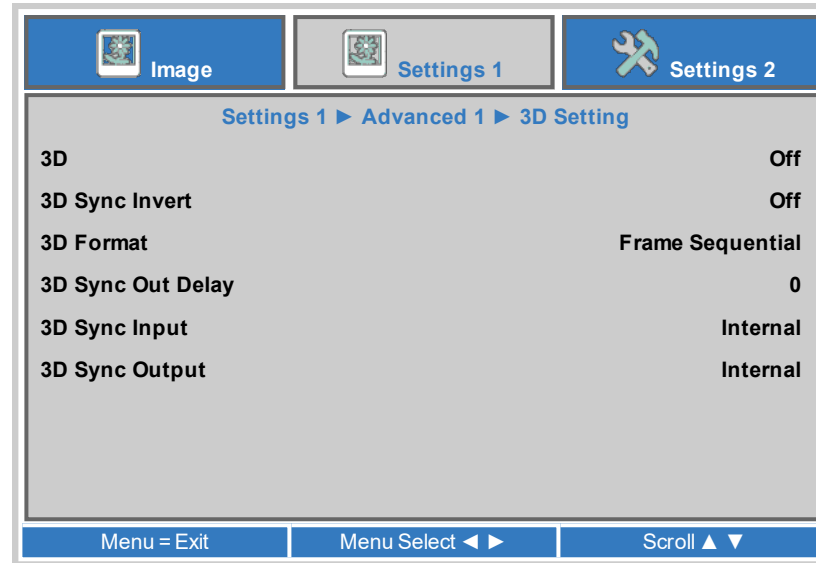 Image
Settings 1
Settings 2
Settings 1 ► Advanced 1 ► 3D Setting
3D Off
3D Sync Invert Off
3D Format Frame Sequential
3D Sync Out Delay 0
3D Sync Input Internal
3D Sync Output Internal
Menu = Exit
Menu Select ◄ ►
Scroll ▲ ▼